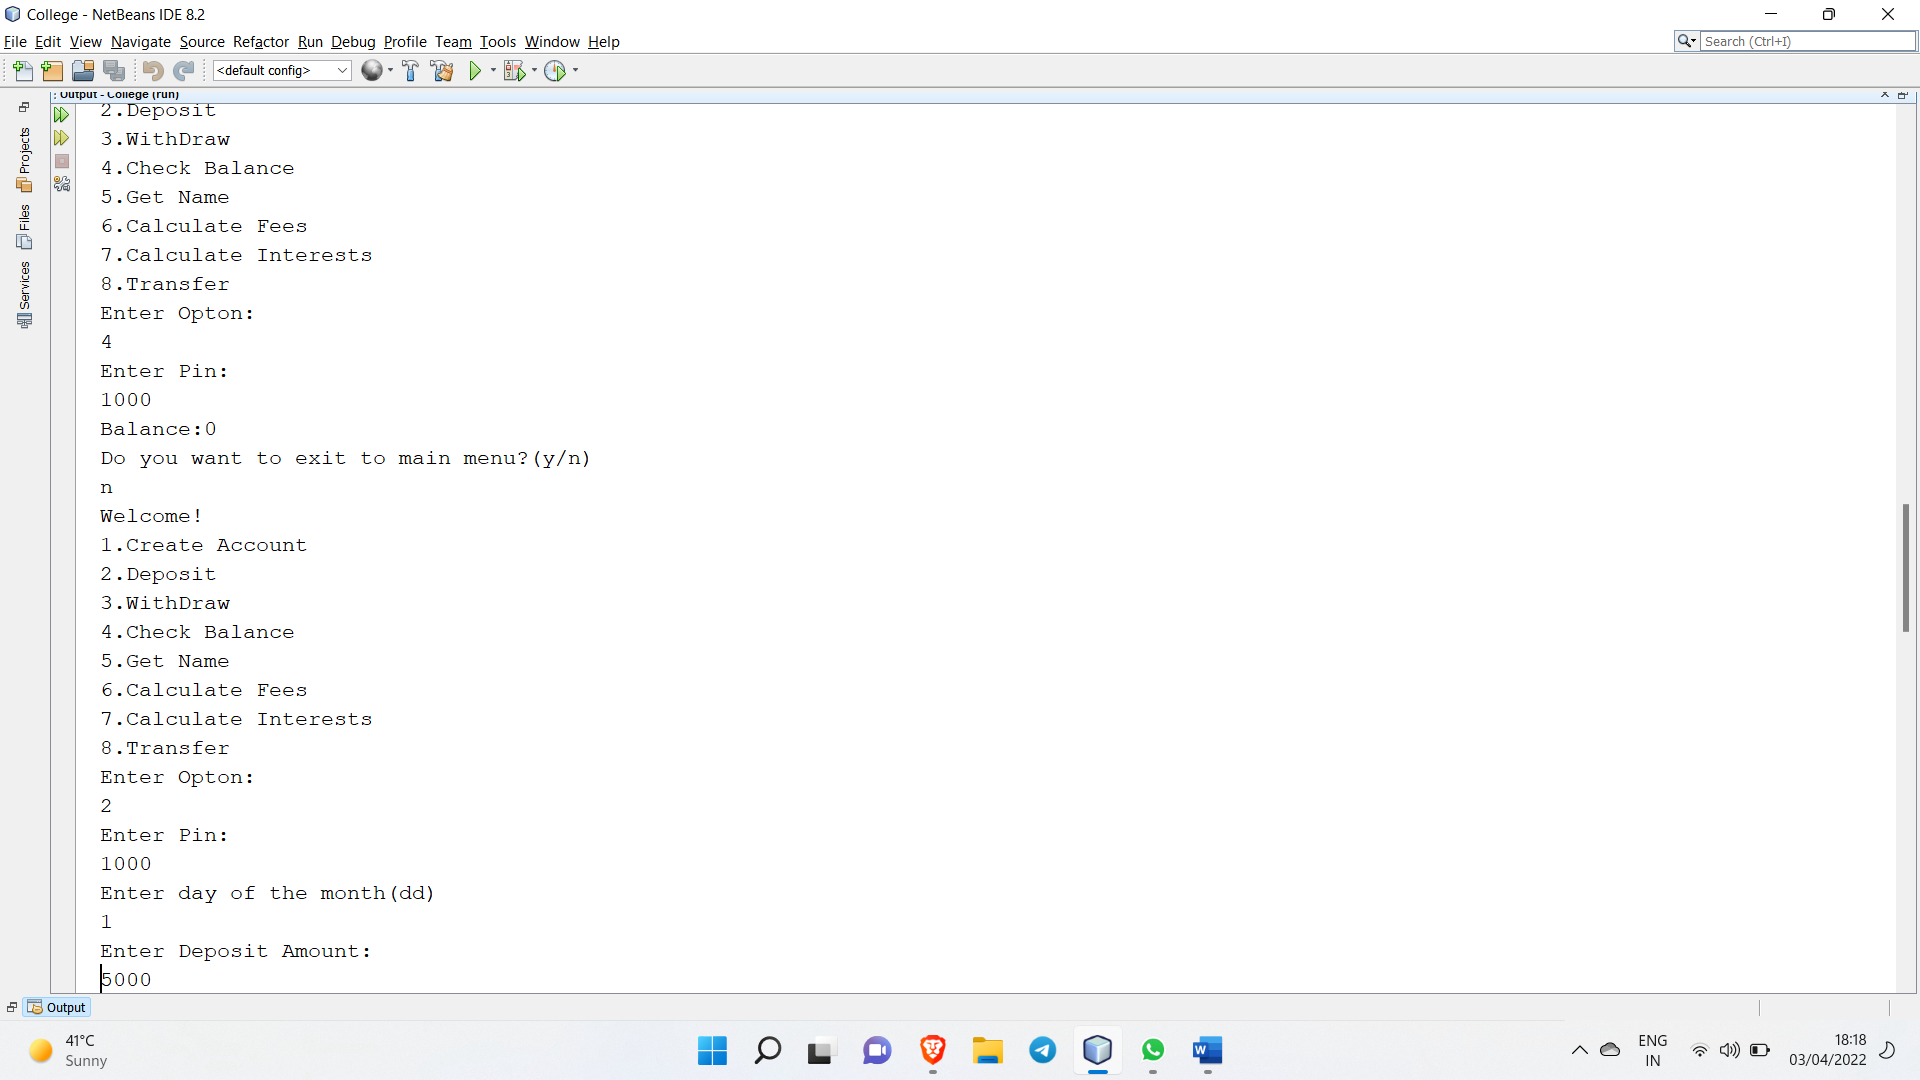 College - NetBeans IDE 8.2
File Edit View Navigate Source Refactor Run Debug Profile Team Tools Window Help
Search (Ctrl+I)
<default config>
Output - College (run)
Projects
Files
Services
2.Deposit
3.WithDraw
4.Check Balance
5.Get Name
6.Calculate Fees
7.Calculate Interests
8.Transfer
Enter Opton:
4
Enter Pin:
1000
Balance:0
Do you want to exit to main menu?(y/n)
n
Welcome!
1.Create Account
2.Deposit
3.WithDraw
4.Check Balance
5.Get Name
6.Calculate Fees
7.Calculate Interests
8.Transfer
Enter Opton:
2
Enter Pin:
1000
Enter day of the month(dd)
1
Enter Deposit Amount:
5000
Output
41°C
Sunny
ENG
IN
18:18
03/04/2022